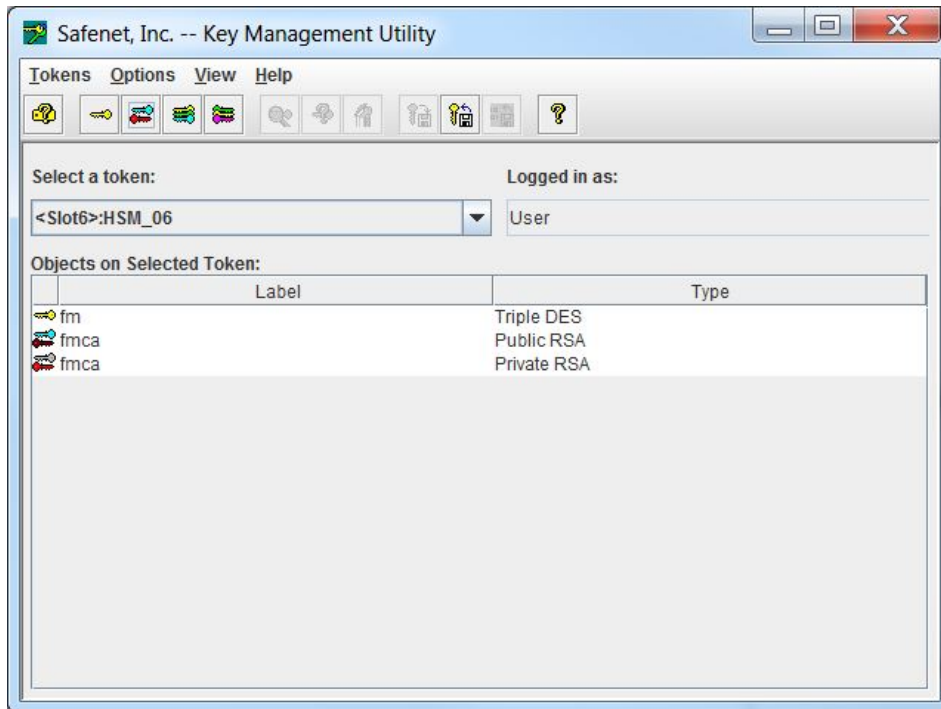 Safenet, Inc. -- Key Management Utility
Tokens Options View Help
Select a token: Logged in as:
<Slot6>:HSM_06 User
Objects on Selected Token:
Label Type
fm Triple DES
fmca Public RSA
fmca Private RSA